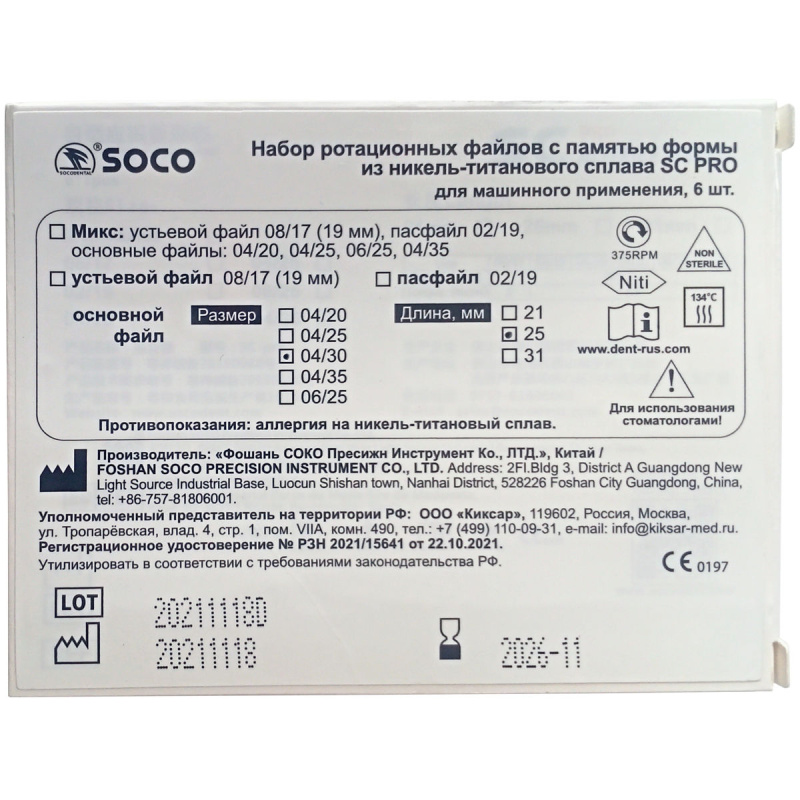 SOCO
SOCODENTAL
Набор ротационных файлов с памятью формы
из никель-титанового сплава SC PRO
для машинного применения, 6 шт.
Микс: устьевой файл 08/17 (19 мм), пасфайл 02/19,
основные файлы: 04/20, 04/25, 06/25, 04/35
устьевой файл 08/17 (19 мм) пасфайл 02/19
основной файл
Размер
04/20
04/25
04/30
04/35
06/25
Длина, мм
21
25
31
375RPM
NON
STERILE
Niti
134°C
www.dent-rus.com
Для использования
стоматологами!
Противопоказания: аллергия на никель-титановый сплав.
Производитель: «Фошань СОКО Пресижн Инструмент Ко., ЛТД.», Китай /
FOSHAN SOCO PRECISION INSTRUMENT CO., LTD. Address: 2Fl.Bldg 3, District A Guangdong New
Light Source Industrial Base, Luocun Shishan town, Nanhai District, 528226 Foshan City Guangdong, China,
tel: +86-757-81806001.
Уполномоченный представитель на территории РФ: ООО «Киксар», 119602, Россия, Москва,
ул. Тропарёвская, влад. 4, стр. 1, пом. VIIA, комн. 490, тел.: +7 (499) 110-09-31, e-mail: info@kiksar-med.ru.
Регистрационное удостоверение № РЗН 2021/15641 от 22.10.2021.
Утилизировать в соответствии с требованиями законодательства РФ.
CE 0197
LOT 202111180
20211118
2026-11